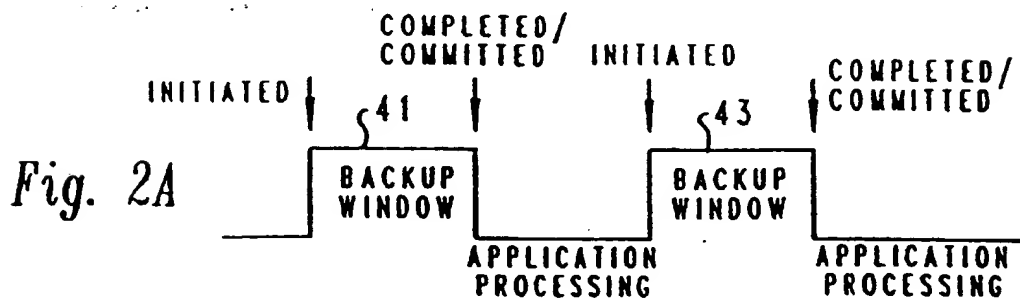 COMPLETED/
COMMITTED
INITIATED
INITIATED
COMPLETED/
COMMITTED
41
43
Fig. 2A
BACKUP
WINDOW
BACKUP
WINDOW
APPLICATION
PROCESSING
APPLICATION
PROCESSING